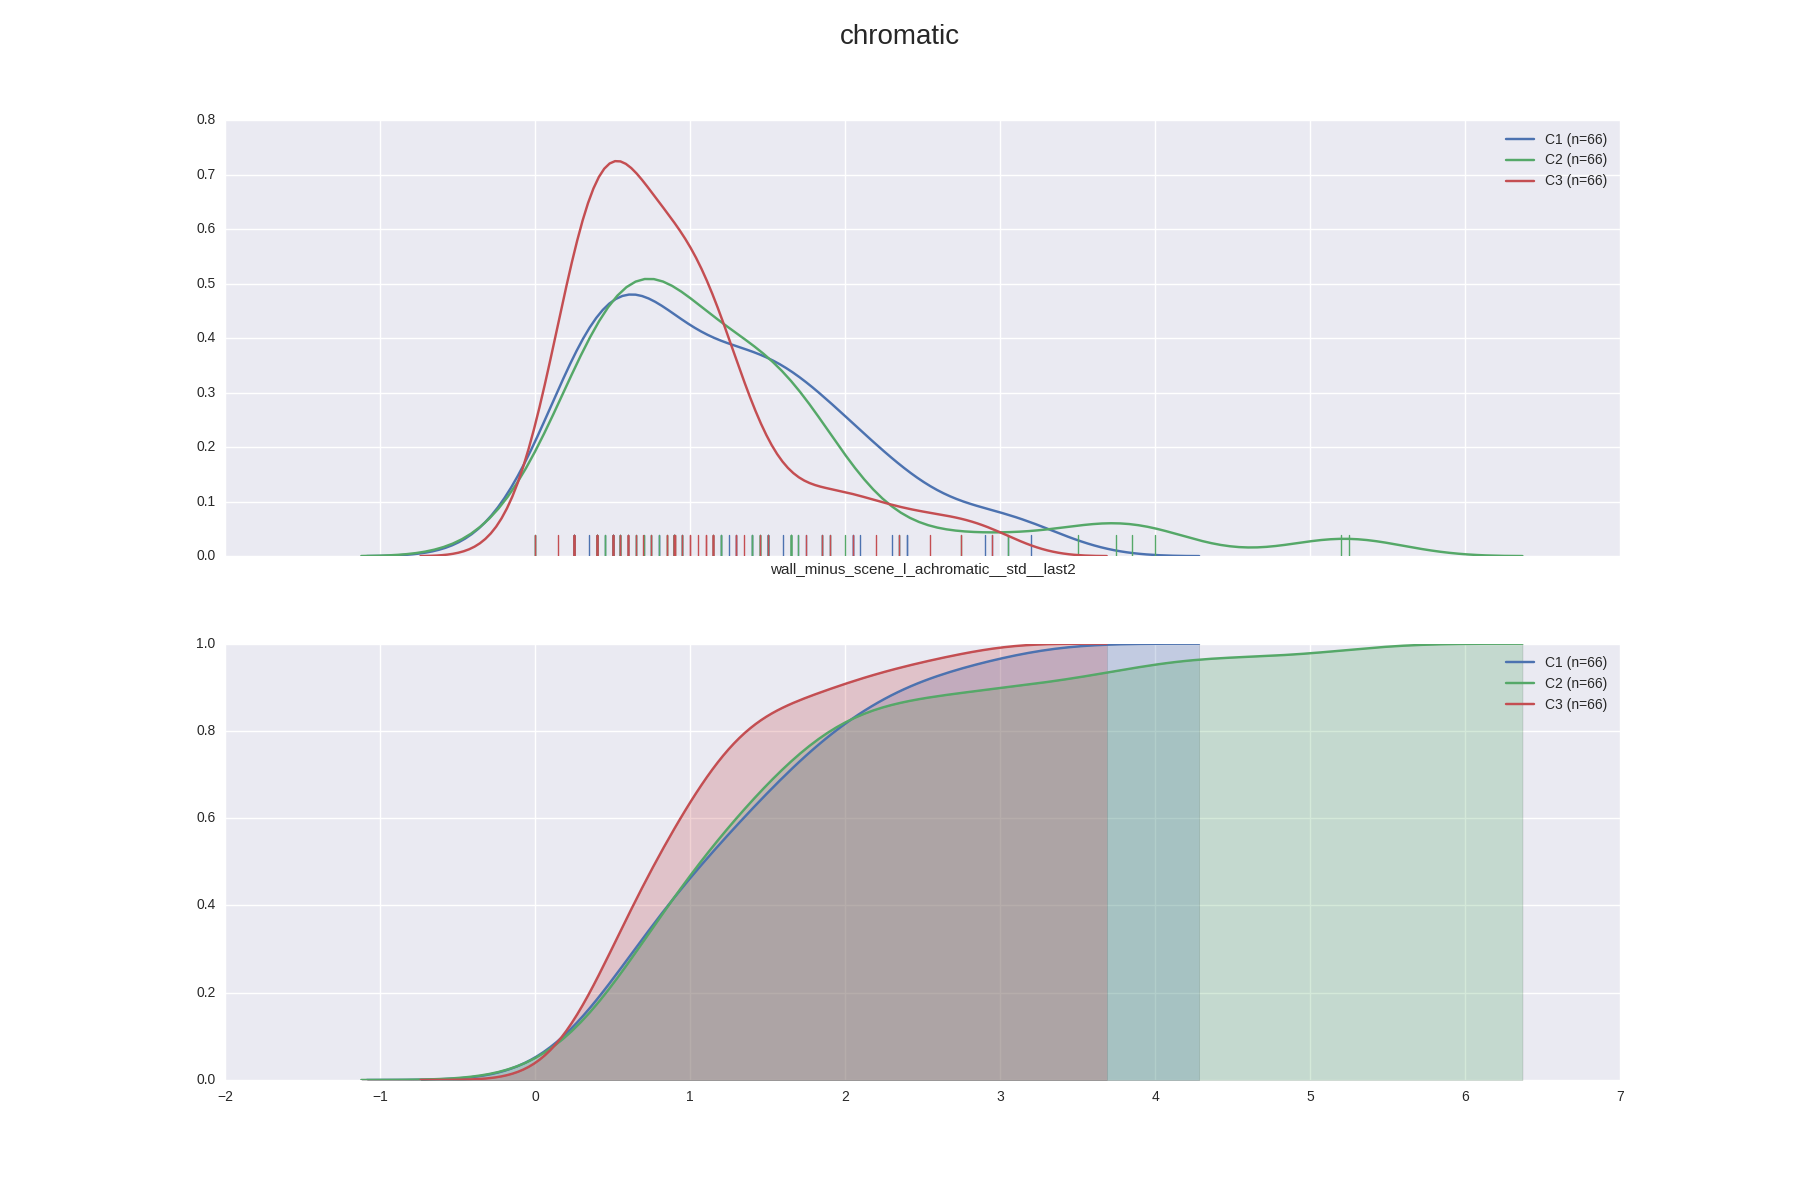 chromatic
0.8
0.7
0.6
0.5
0.4
0.3
0.2
0.1
0.0
C1 (n=66)
C2 (n=66)
C3 (n=66)
wall_minus_scene_l_achromatic__std__last2
1.0
0.8
0.6
0.4
0.2
0.0
C1 (n=66)
C2 (n=66)
C3 (n=66)
−2 −1 0 1 2 3 4 5 6 7